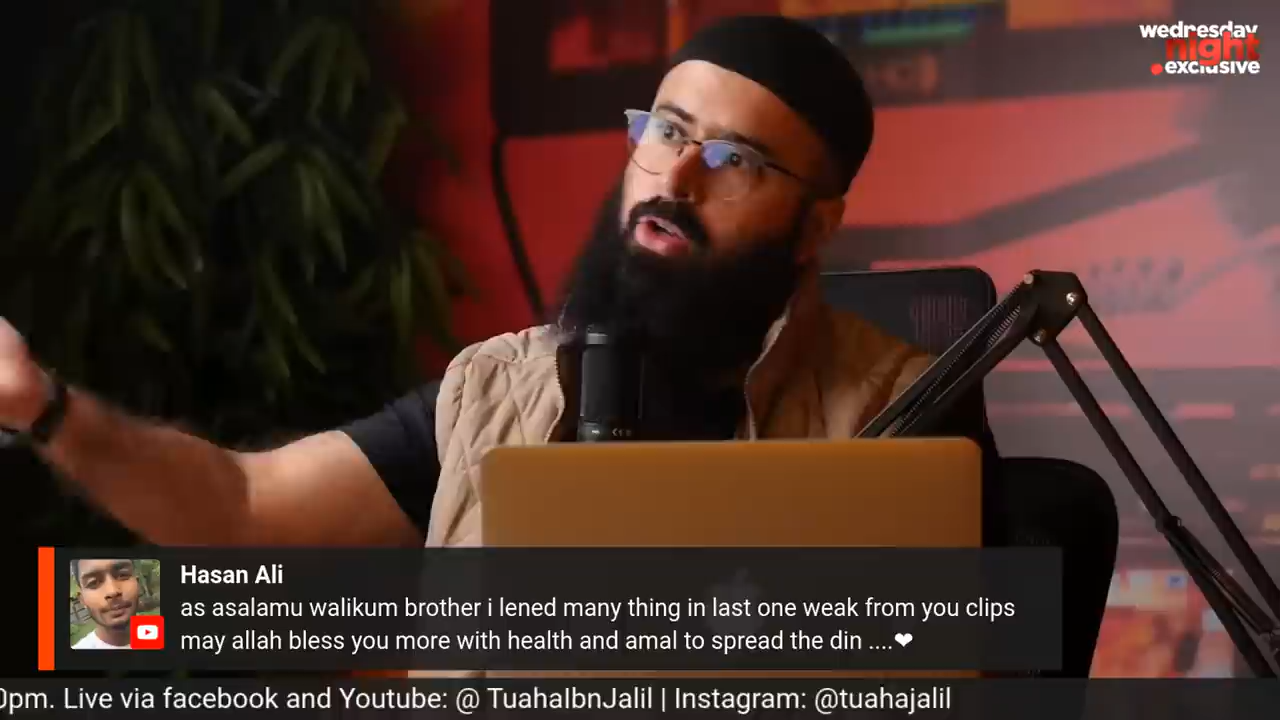 wednesday
night
.exclusive
Hasan Ali
as asalamu walikum brother i lened many thing in last one weak from you clips
may allah bless you more with health and amal to spread the din ....❤
0pm. Live via facebook and Youtube: @ TuahaIbnJalil | Instagram: @tuahajalil